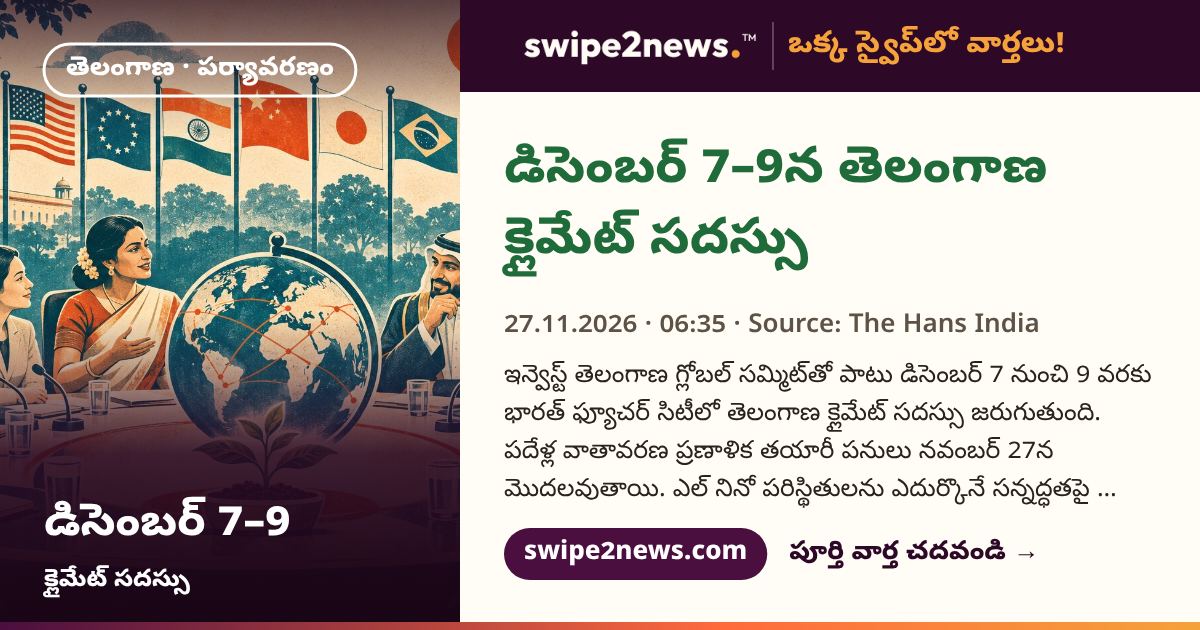 తెలంగాణ · పర్యావరణం
డిసెంబర్ 7–9
క్లైమేట్ సదస్సు
swipe2news.™ ఒక్క స్వైప్‌లో వార్తలు!
డిసెంబర్ 7–9న తెలంగాణ
క్లైమేట్ సదస్సు
27.11.2026 · 06:35 · Source: The Hans India
ఇన్వెస్ట్ తెలంగాణ గ్లోబల్ సమ్మిట్‌తో పాటు డిసెంబర్ 7 నుంచి 9 వరకు
భారత్ ఫ్యూచర్ సిటీలో తెలంగాణ క్లైమేట్ సదస్సు జరుగుతుంది.
పదేళ్ల వాతావరణ ప్రణాళిక తయారీ పనులు నవంబర్ 27న
మొదలవుతాయి. ఎల్ నినో పరిస్థితులను ఎదుర్కొనే సన్నద్ధతపై ...
swipe2news.com పూర్తి వార్త చదవండి →